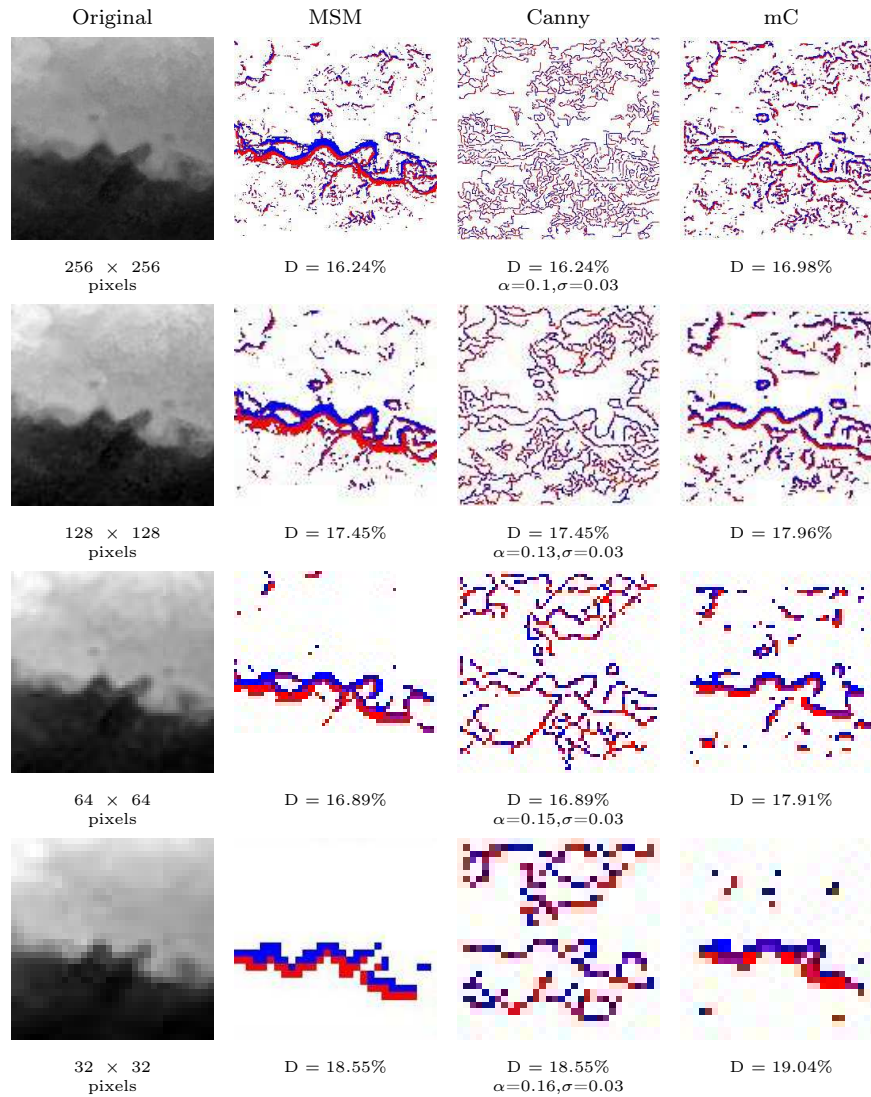 Original MSM Canny mC
256 × 256 D = 16.24% D = 16.24% D = 16.98%
pixels α=0.1,σ=0.03
128 × 128 D = 17.45% D = 17.45% D = 17.96%
pixels α=0.13,σ=0.03
64 × 64 D = 16.89% D = 16.89% D = 17.91%
pixels α=0.15,σ=0.03
32 × 32 D = 18.55% D = 18.55% D = 19.04%
pixels α=0.16,σ=0.03